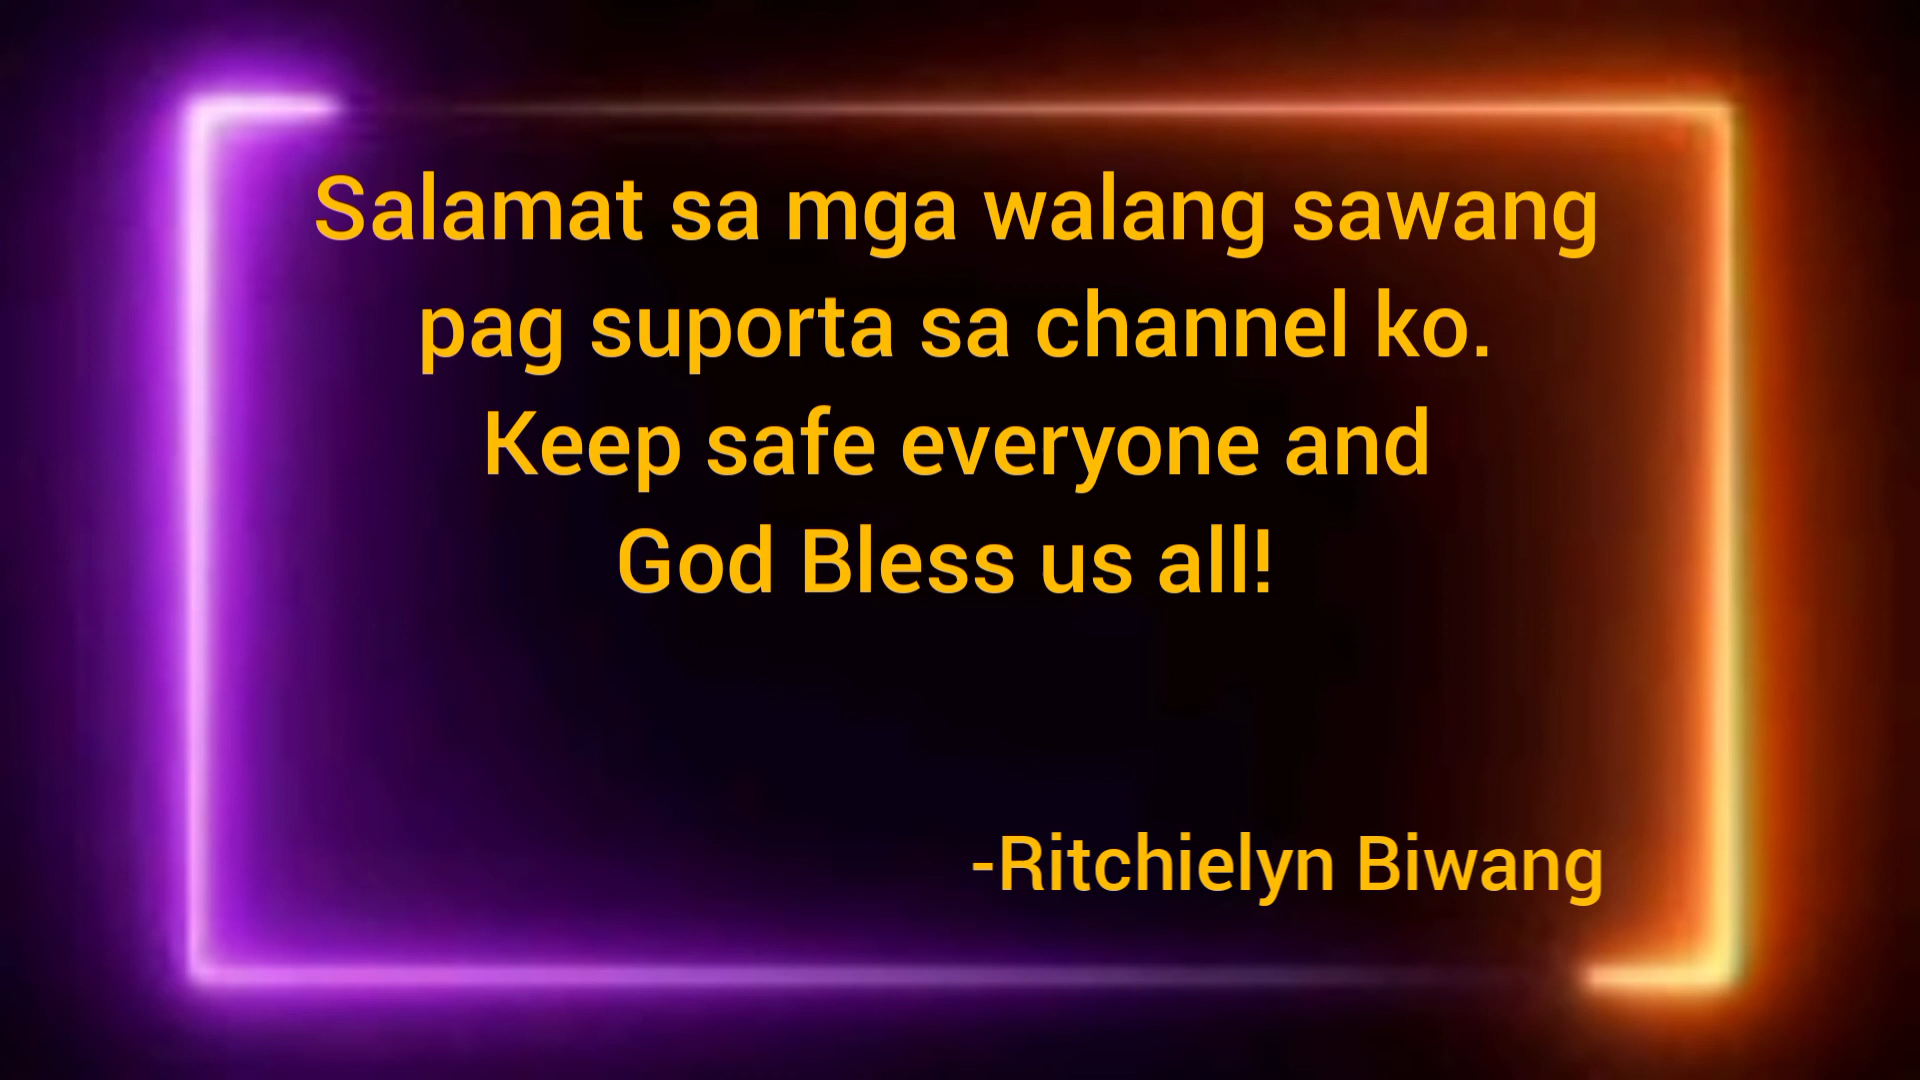 Salamat sa mga walang sawang
pag suporta sa channel ko.
Keep safe everyone and
God Bless us all!
-Ritchielyn Biwang